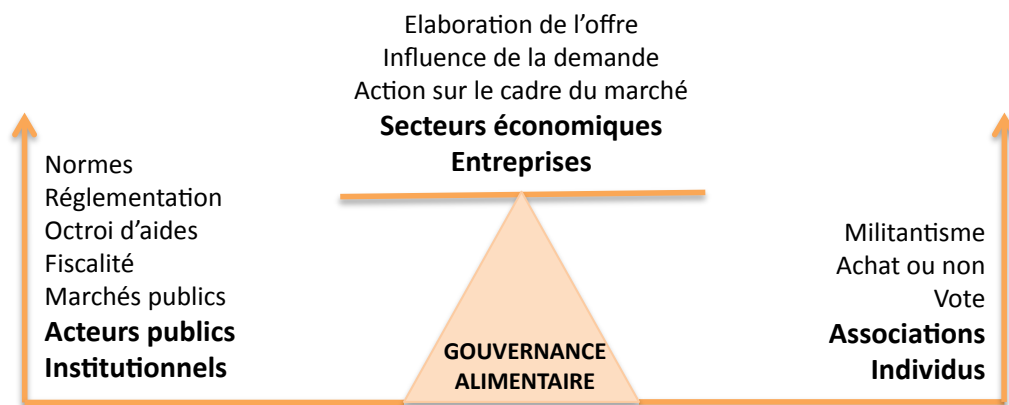 Elaboration de l’offre
Influence de la demande
Action sur le cadre du marché
Secteurs économiques
Entreprises
Normes
Réglementation
Octroi d’aides
Fiscalité
Marchés publics
Acteurs publics
Institutionnels
GOUVERNANCE
ALIMENTAIRE
Militantisme
Achat ou non
Vote
Associations
Individus